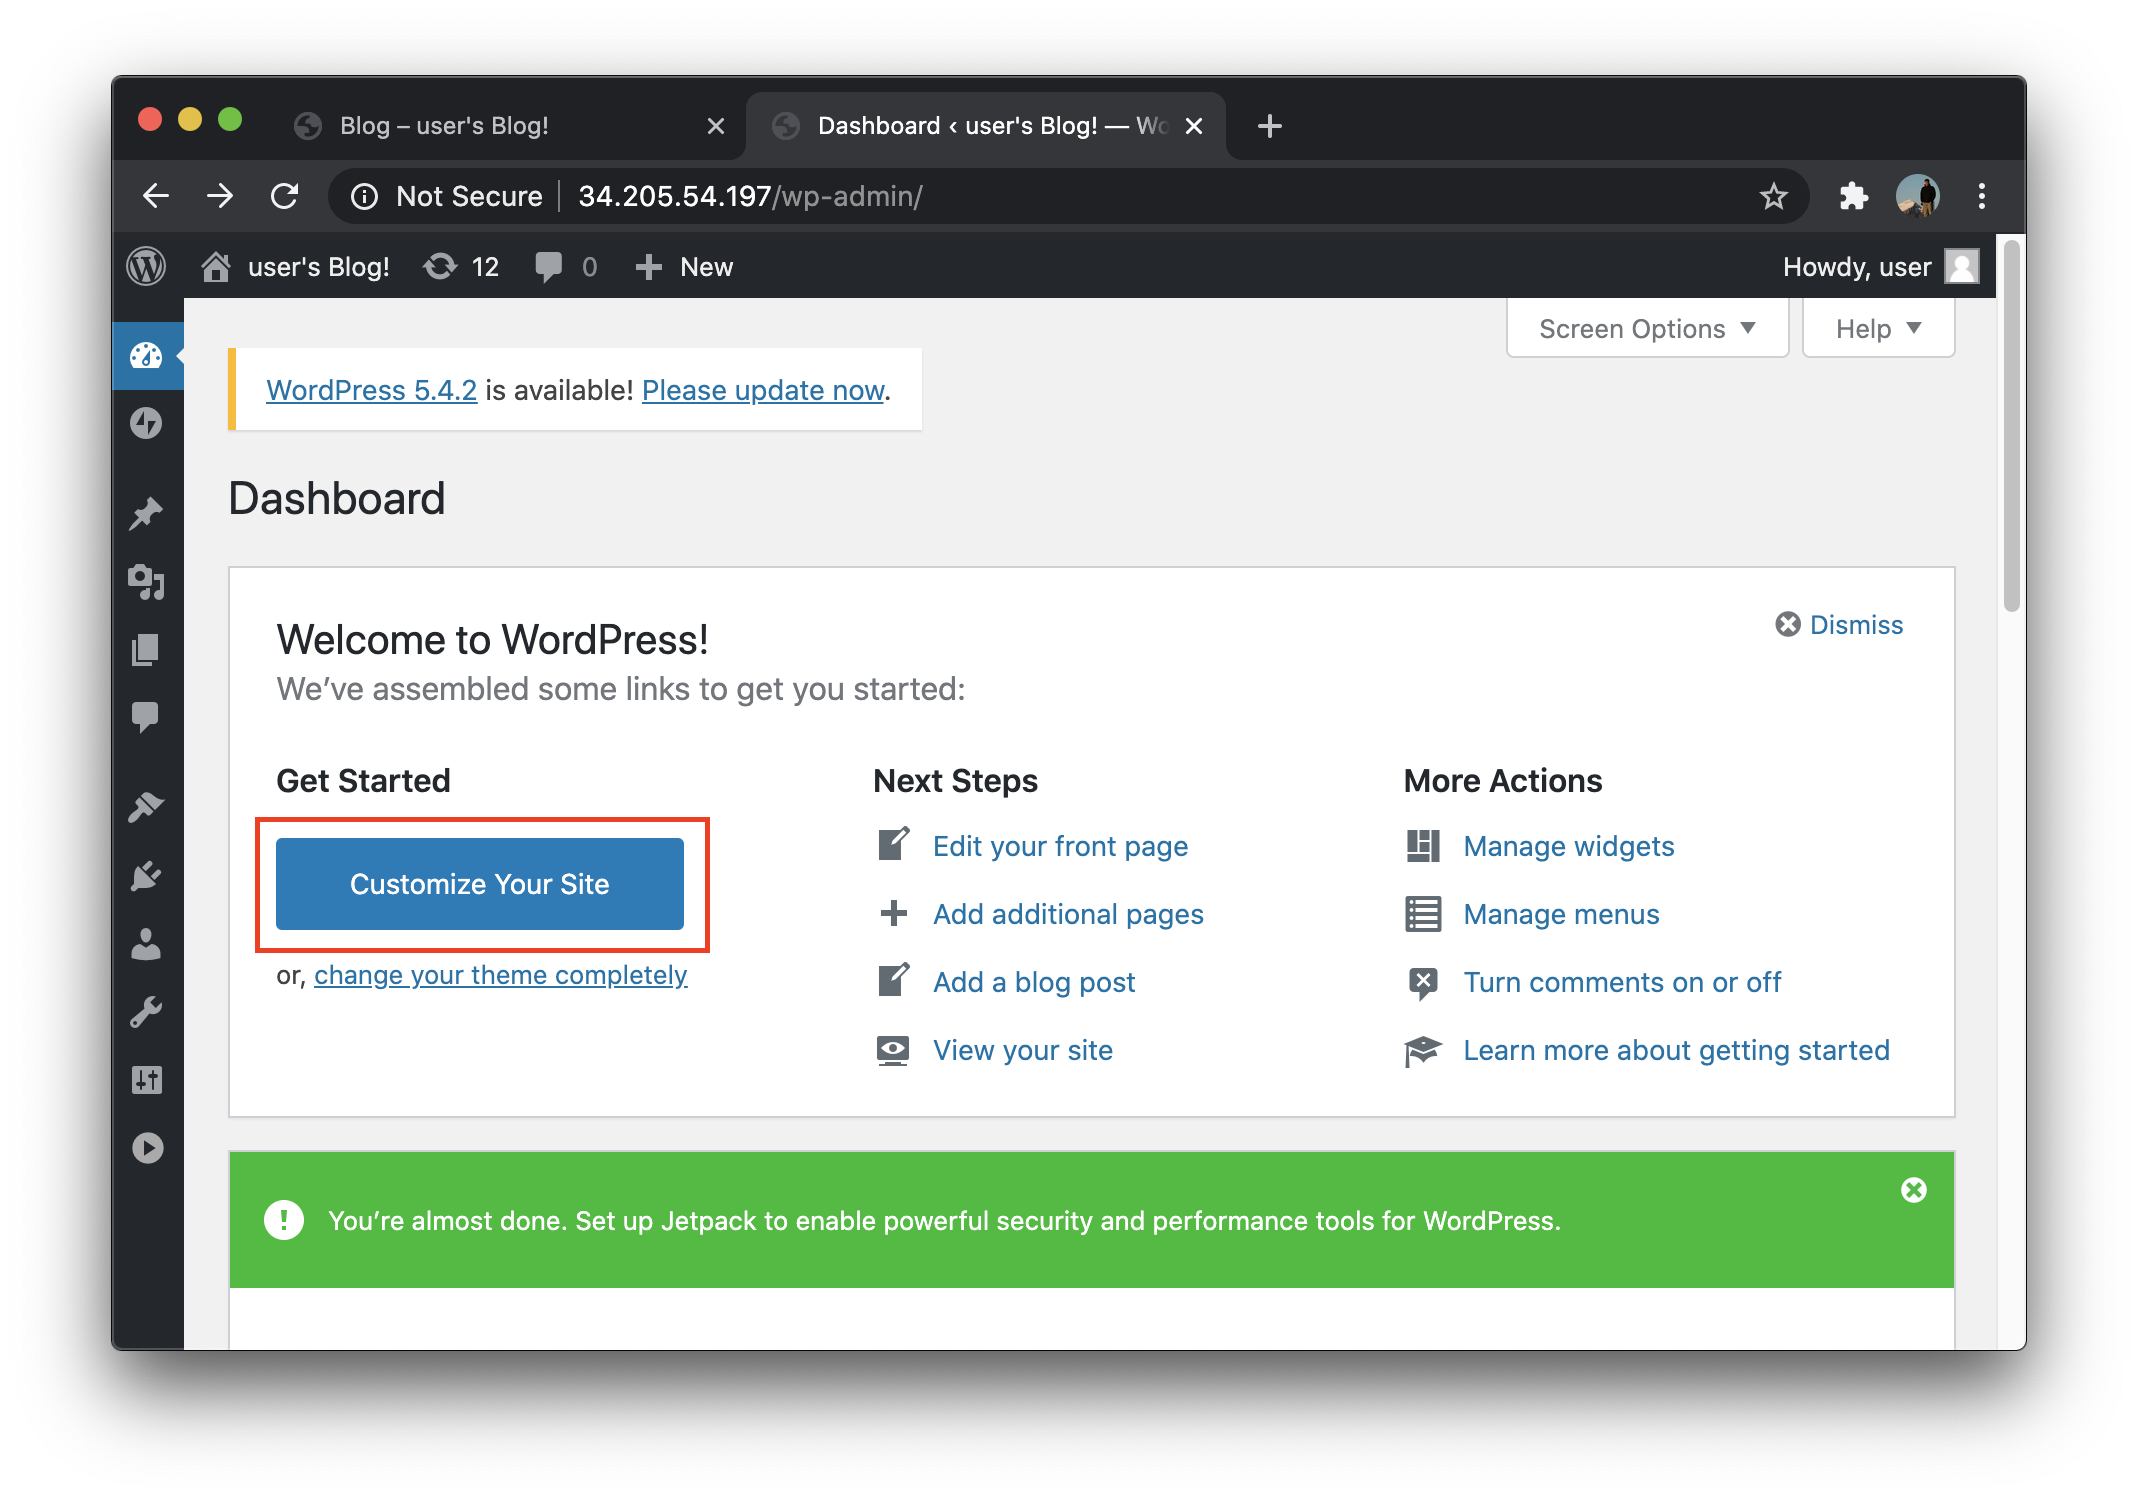 Blog – user's Blog!
Dashboard ‹ user's Blog! — Wo
Not Secure 34.205.54.197/wp-admin/
user's Blog! 12 0 New Howdy, user
Screen Options Help
WordPress 5.4.2 is available! Please update now.
Dashboard
Welcome to WordPress!
Dismiss
We’ve assembled some links to get you started:
Get Started
Customize Your Site
or, change your theme completely
Next Steps
Edit your front page
Add additional pages
Add a blog post
View your site
More Actions
Manage widgets
Manage menus
Turn comments on or off
Learn more about getting started
You’re almost done. Set up Jetpack to enable powerful security and performance tools for WordPress.